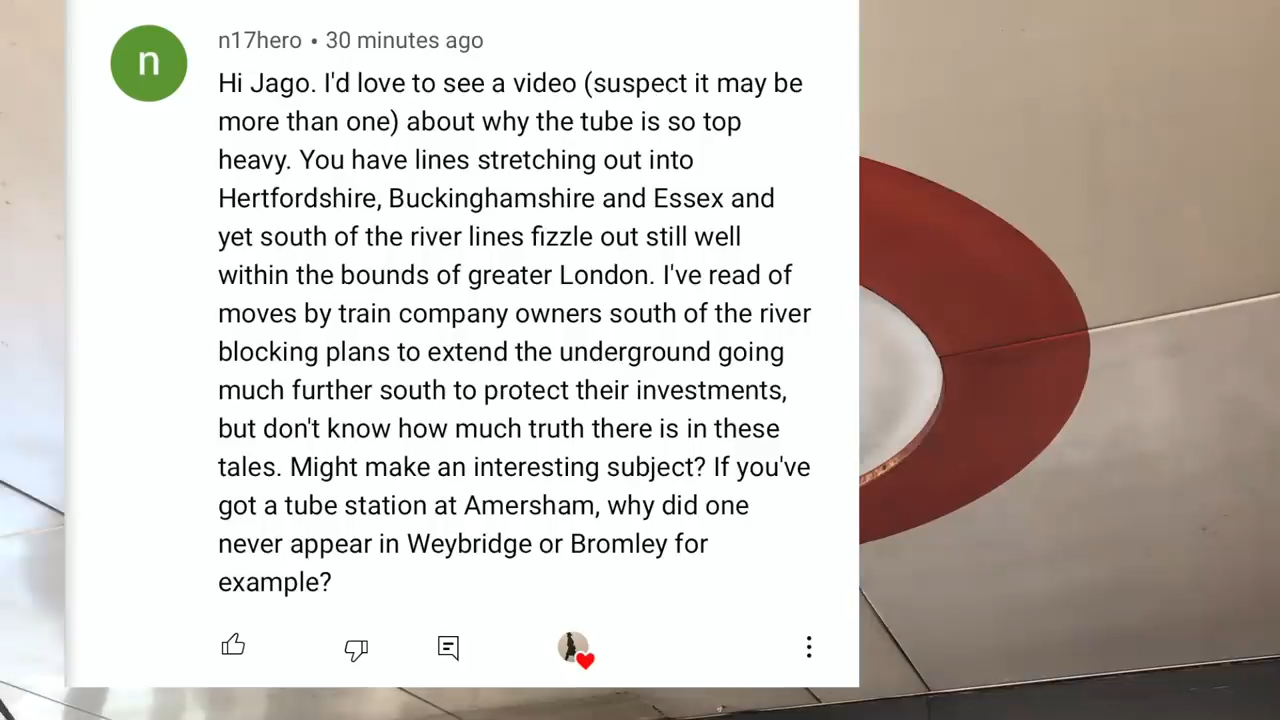 n
n17hero • 30 minutes ago
Hi Jago. I'd love to see a video (suspect it may be
more than one) about why the tube is so top
heavy. You have lines stretching out into
Hertfordshire, Buckinghamshire and Essex and
yet south of the river lines fizzle out still well
within the bounds of greater London. I've read of
moves by train company owners south of the river
blocking plans to extend the underground going
much further south to protect their investments,
but don't know how much truth there is in these
tales. Might make an interesting subject? If you've
got a tube station at Amersham, why did one
never appear in Weybridge or Bromley for
example?